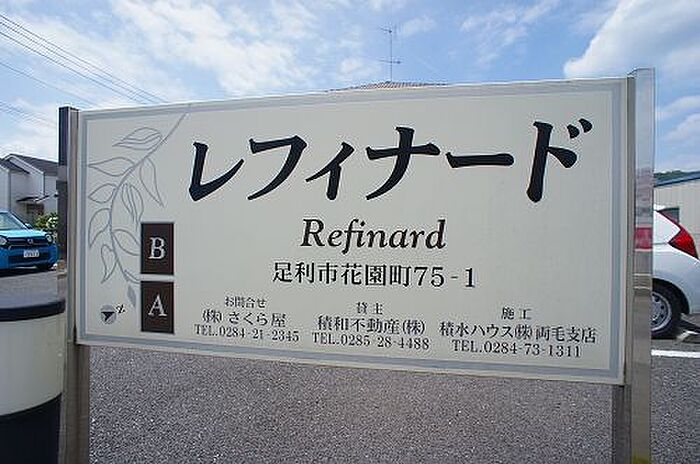 レフィナード
Refinard
足利市花園町75-1
B
A
N
お問合せ
(株)さくら屋
TEL.0284-21-2345
貸主
積和不動産(株)
TEL.0285-28-4488
施工
積水ハウス(株)両毛支店
TEL.0284-73-1311